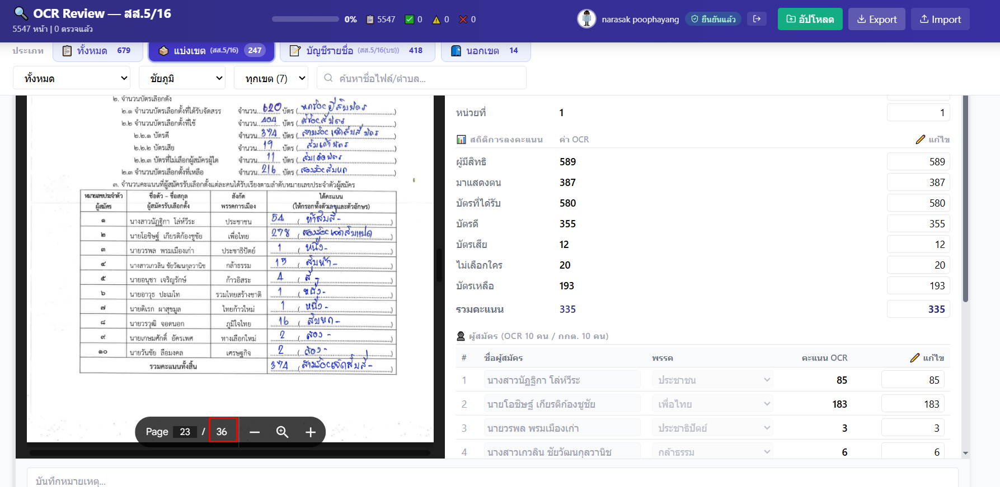 OCR Review — สส.5/16
5547 หน้า | 0 ตรวจแล้ว
0% 5547 0 0 0
narasak poophayang ยืนยันแล้ว อัปโหลด Export Import
ประเภท ทั้งหมด 679 แบ่งเขต (สส.5/16) 247 บัญชีรายชื่อ (สส.5/16(บช)) 418 นอกเขต 14
ทั้งหมด ชัยภูมิ ทุกเขต (7) ค้นหาชื่อไฟล์/ตำบล...
๒. จำนวนบัตรเลือกตั้ง
๒.๑ จำนวนบัตรเลือกตั้งที่ได้รับจัดสรร จำนวน 620 บัตร (หกร้อยยี่สิบบัตร)
๒.๒ จำนวนบัตรเลือกตั้งที่ใช้ จำนวน 404 บัตร (สี่ร้อยสี่บัตร)
๒.๒.๑ บัตรดี จำนวน 374 บัตร (สามร้อยเจ็ดสิบสี่บัตร)
๒.๒.๒ บัตรเสีย จำนวน 19 บัตร (สิบเก้าบัตร)
๒.๒.๓ บัตรที่ไม่เลือกผู้สมัครผู้ใด จำนวน 11 บัตร (สิบเอ็ดบัตร)
๒.๓ จำนวนบัตรเลือกตั้งที่เหลือ จำนวน 216 บัตร (สองร้อยสิบหก)
๓. จำนวนคะแนนที่ผู้สมัครรับเลือกตั้งแต่ละคนได้รับเรียงตามลำดับหมายเลขประจำตัวผู้สมัคร
หมายเลขประจำตัวผู้สมัคร ชื่อตัว - ชื่อสกุล ผู้สมัครรับเลือกตั้ง สังกัดพรรคการเมือง ได้คะแนน (ให้กรอกทั้งตัวเลขและตัวอักษร)
๑ นางสาวนัฏฐิกา โล่ห์วีระ ประชาชน 54 (ห้าสิบสี่-)
๒ นายโอชิษฐ์ เกียรติก้องชูชัย เพื่อไทย 278 (สองร้อยเจ็ดสิบแปด)
๓ นายวรพล พรมเมืองเก่า ประชาธิปัตย์ 1 (หนึ่ง-)
๔ นางสาวเกวลิน ชัยวัฒนกุลวานิช กล้าธรรม 15 (สิบห้า-)
๕ นายอนุชา เจริญรักษ์ ก้าวอิสระ 4 (สี่-)
๖ นายอาวุธ ปะเมโท รวมไทยสร้างชาติ 1 (หนึ่ง-)
๗ นายดิเรก ผาสุขมูล ไทยก้าวใหม่ 1 (หนึ่ง-)
๘ นายวรวุฒิ จอดนอก ภูมิใจไทย 16 (สิบหก-)
๙ นายเกษมศักดิ์ อัครเพศ ทางเลือกใหม่ 2 (สอง-)
๑๐ นายวันชัย ลือมงคล เศรษฐกิจ 2 (สอง-)
รวมคะแนนทั้งสิ้น 374 (สามร้อยเจ็ดสิบสี่-)
Page 23 / 36
หน่วยที่ 1 1
สถิติการลงคะแนน ค่า OCR แก้ไข
ผู้มีสิทธิ 589 589
มาแสดงตน 387 387
บัตรที่ได้รับ 580 580
บัตรดี 355 355
บัตรเสีย 12 12
ไม่เลือกใคร 20 20
บัตรเหลือ 193 193
รวมคะแนน 335 335
ผู้สมัคร (OCR 10 คน / กกต. 10 คน)
# ชื่อผู้สมัคร พรรค คะแนน OCR แก้ไข
1 นางสาวนัฏฐิกา โล่ห์วีระ ประชาชน 85 85
2 นายโอชิษฐ์ เกียรติก้องชูชัย เพื่อไทย 183 183
3 นายวรพล พรมเมืองเก่า ประชาธิปัตย์ 3 3
4 นางสาวเกวลิน ชัยวัฒนกุลวานิช กล้าธรรม 6 6
บันทึกหมายเหตุ...